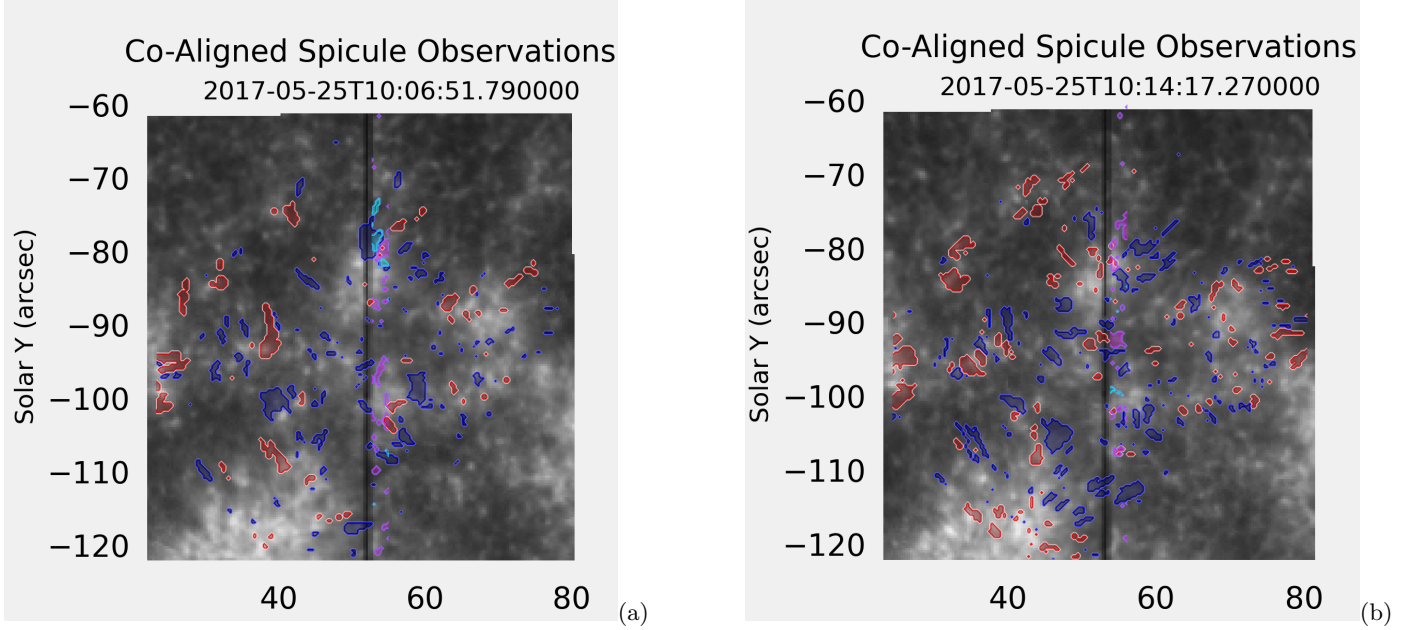 Co-Aligned Spicule Observations
2017-05-25T10:06:51.790000
−60
−70
−80
−90
−100
−110
−120
Solar Y (arcsec)
40 60 80
(a)
Co-Aligned Spicule Observations
2017-05-25T10:14:17.270000
−60
−70
−80
−90
−100
−110
−120
Solar Y (arcsec)
40 60 80
(b)